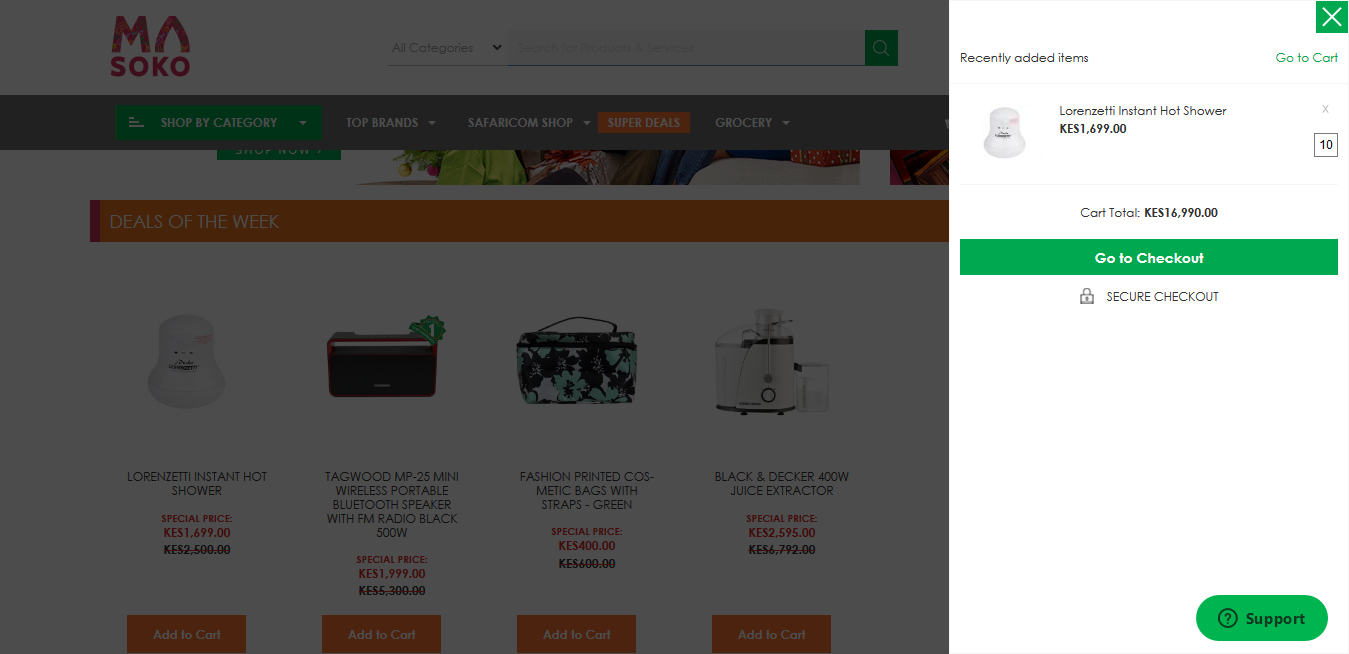 MA
SOKO
All Categories
Search for Products & Services
SHOP BY CATEGORY
TOP BRANDS
SAFARICOM SHOP
SUPER DEALS
GROCERY
SHOP NOW >
DEALS OF THE WEEK
LORENZETTI INSTANT HOT
SHOWER
SPECIAL PRICE:
KES1,699.00
KES2,500.00
Add to Cart
1
TAGWOOD MP-25 MINI
WIRELESS PORTABLE
BLUETOOTH SPEAKER
WITH FM RADIO BLACK
500W
SPECIAL PRICE:
KES1,999.00
KES5,300.00
Add to Cart
FASHION PRINTED COS-
METIC BAGS WITH
STRAPS - GREEN
SPECIAL PRICE:
KES400.00
KES600.00
Add to Cart
BLACK & DECKER 400W
JUICE EXTRACTOR
SPECIAL PRICE:
KES2,595.00
KES6,792.00
Add to Cart
Recently added items
Go to Cart
Lorenzetti Instant Hot Shower
x
KES1,699.00
10
Cart Total: KES16,990.00
Go to Checkout
SECURE CHECKOUT
Support